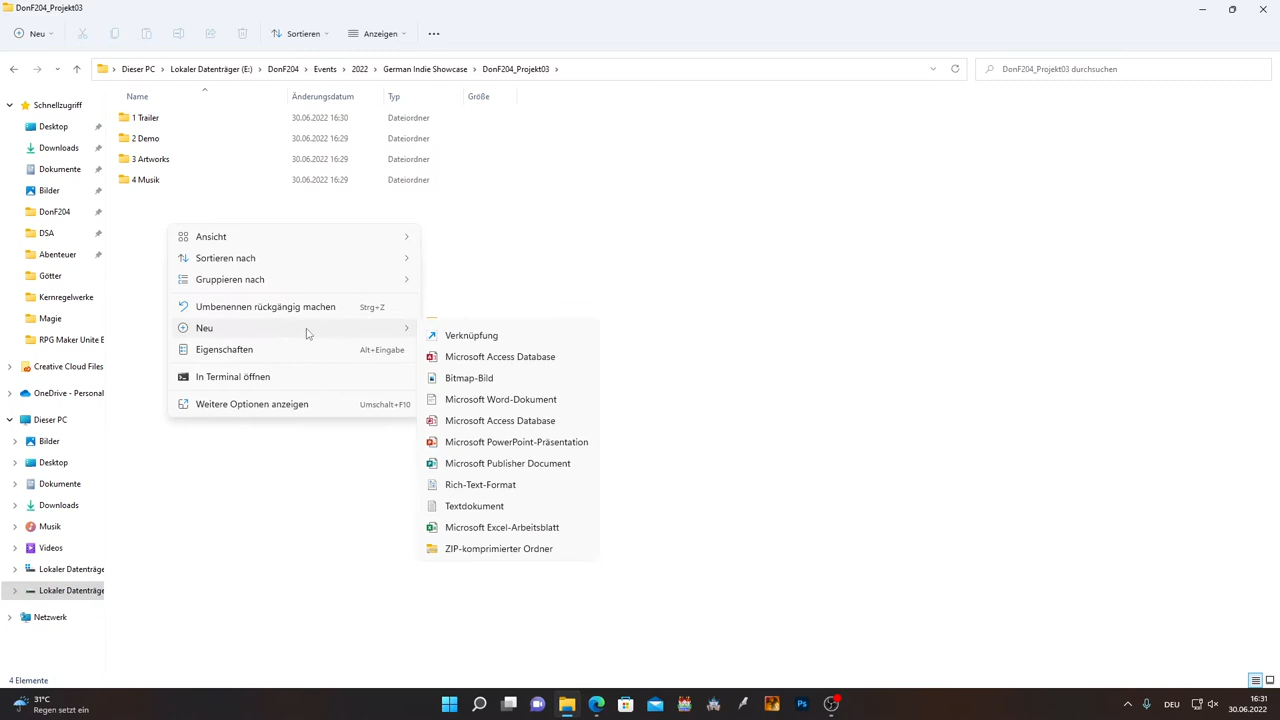 DonF204_Projekt03
Neu
Sortieren
Anzeigen
Dieser PC
Lokaler Datenträger (E:)
DonF204
Events
2022
German Indie Showcase
DonF204_Projekt03
DonF204_Projekt03 durchsuchen
Name
Änderungsdatum
Typ
Größe
1 Trailer 30.06.2022 16:30 Dateiordner
2 Demo 30.06.2022 16:29 Dateiordner
3 Artworks 30.06.2022 16:29 Dateiordner
4 Musik 30.06.2022 16:29 Dateiordner
Schnellzugriff
Desktop
Downloads
Dokumente
Bilder
DonF204
DSA
Abenteuer
Götter
Kernregelwerke
Magie
RPG Maker Unite E
Creative Cloud Files
OneDrive - Personal
Dieser PC
Bilder
Desktop
Dokumente
Downloads
Musik
Videos
Lokaler Datenträge
Lokaler Datenträge
Netzwerk
Ansicht
Sortieren nach
Gruppieren nach
Umbenennen rückgängig machen Strg+Z
Neu
Eigenschaften Alt+Eingabe
In Terminal öffnen
Weitere Optionen anzeigen Umschalt+F10
Verknüpfung
Microsoft Access Database
Bitmap-Bild
Microsoft Word-Dokument
Microsoft Access Database
Microsoft PowerPoint-Präsentation
Microsoft Publisher Document
Rich-Text-Format
Textdokument
Microsoft Excel-Arbeitsblatt
ZIP-komprimierter Ordner
4 Elemente
31°C
Regen setzt ein
Ps
DEU
16:31
30.06.2022